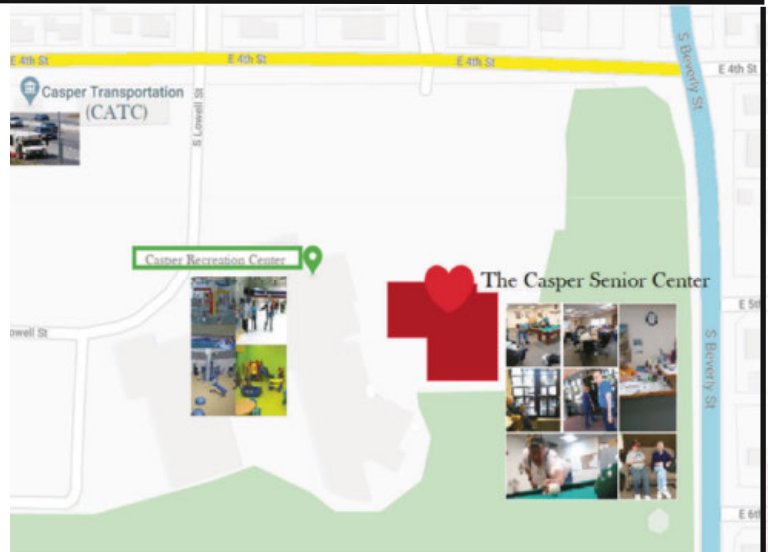 E 4th St
E 4th St
E 4th St
E 4th St
S Beverly St
Casper Transportation
(CATC)
S Lowell St
Casper Recreation Center
The Casper Senior Center
E 5th
owell St
S Beverly St
E 6th